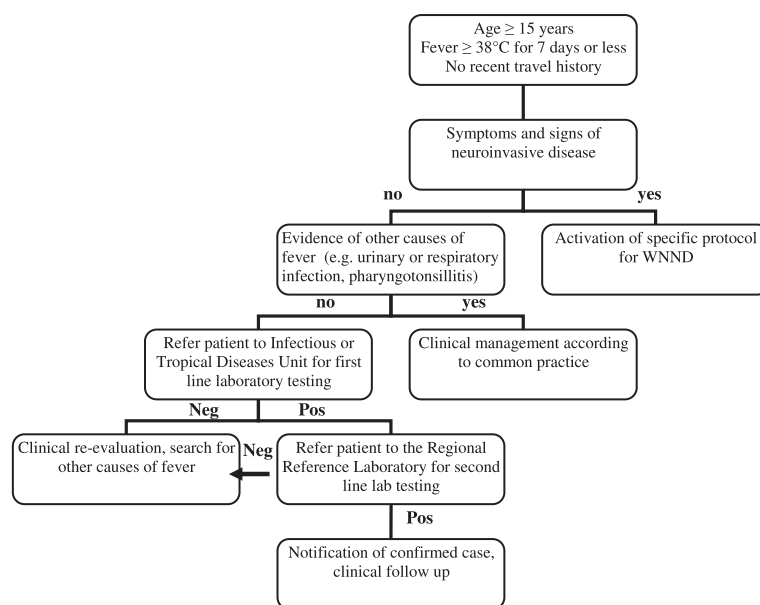 Age ≥ 15 years
Fever ≥ 38°C for 7 days or less
No recent travel history
Symptoms and signs of
neuroinvasive disease
no
yes
Evidence of other causes of
fever (e.g. urinary or respiratory
infection, pharyngotonsillitis)
Activation of specific protocol
for WNND
no
yes
Refer patient to Infectious or
Tropical Diseases Unit for first
line laboratory testing
Clinical management according
to common practice
Neg
Pos
Clinical re-evaluation, search for
other causes of fever
Neg
Refer patient to the Regional
Reference Laboratory for second
line lab testing
Pos
Notification of confirmed case,
clinical follow up